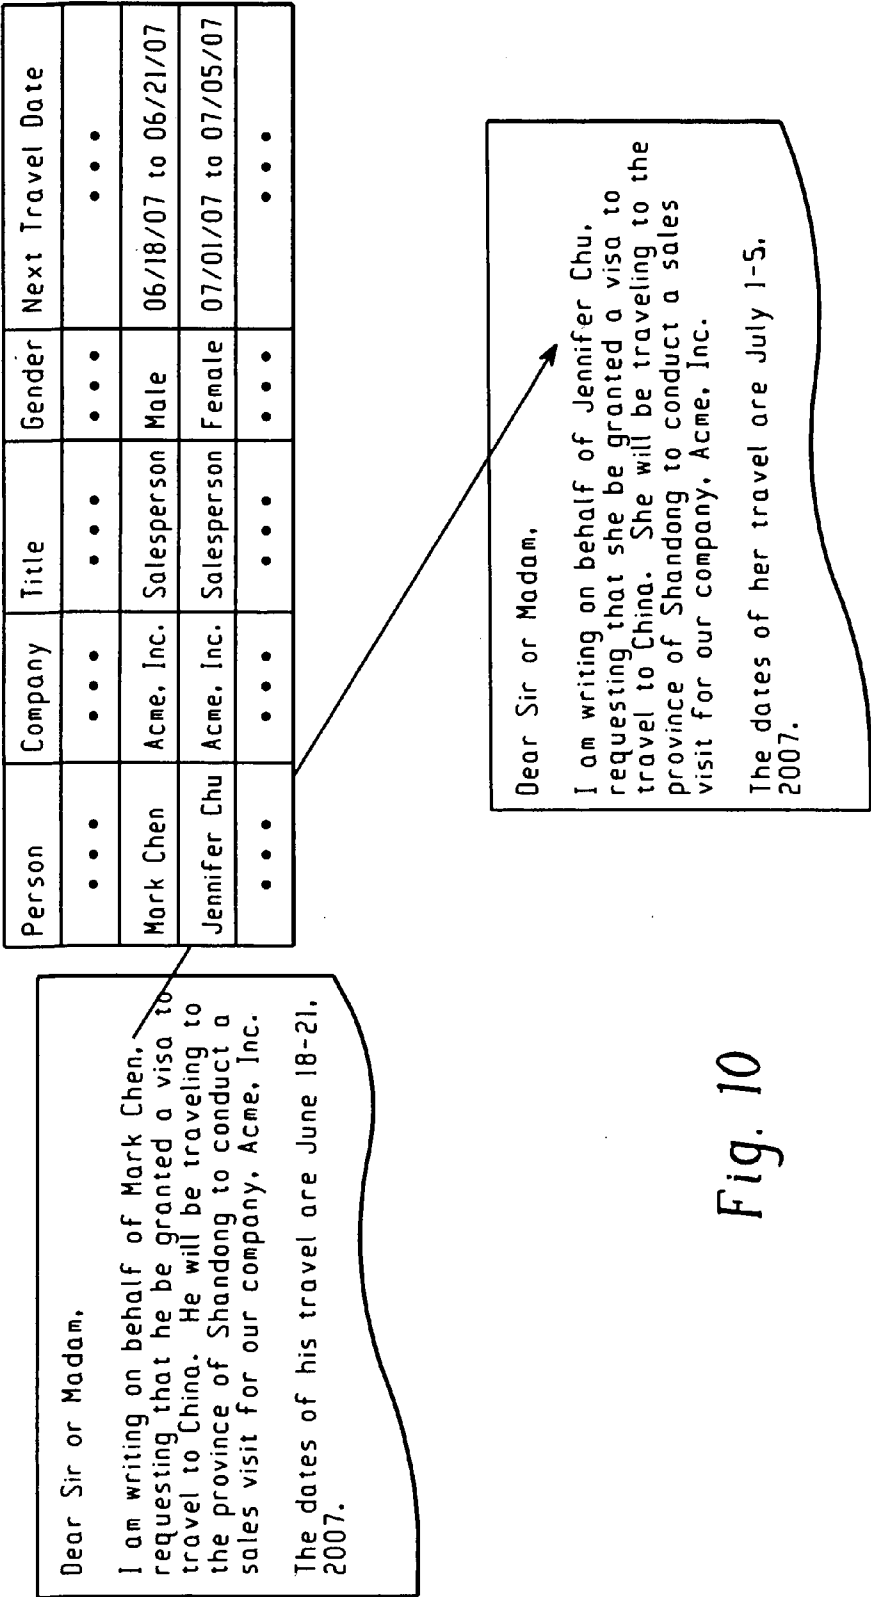 Dear Sir or Madam,
I am writing on behalf of Mark Chen,
requesting that he be granted a visa to
travel to China. He will be traveling to
the province of Shandong to conduct a
sales visit for our company, Acme, Inc.
The dates of his travel are June 18-21,
2007.
Person Company Title Gender Next Travel Date
••• ••• ••• ••• •••
Mark Chen Acme, Inc. Salesperson Male 06/18/07 to 06/21/07
Jennifer Chu Acme, Inc. Salesperson Female 07/01/07 to 07/05/07
••• ••• ••• ••• •••
Dear Sir or Madam,
I am writing on behalf of Jennifer Chu,
requesting that she be granted a visa to
travel to China. She will be traveling to the
province of Shandong to conduct a sales
visit for our company, Acme, Inc.
The dates of her travel are July 1-5,
2007.
Fig. 10